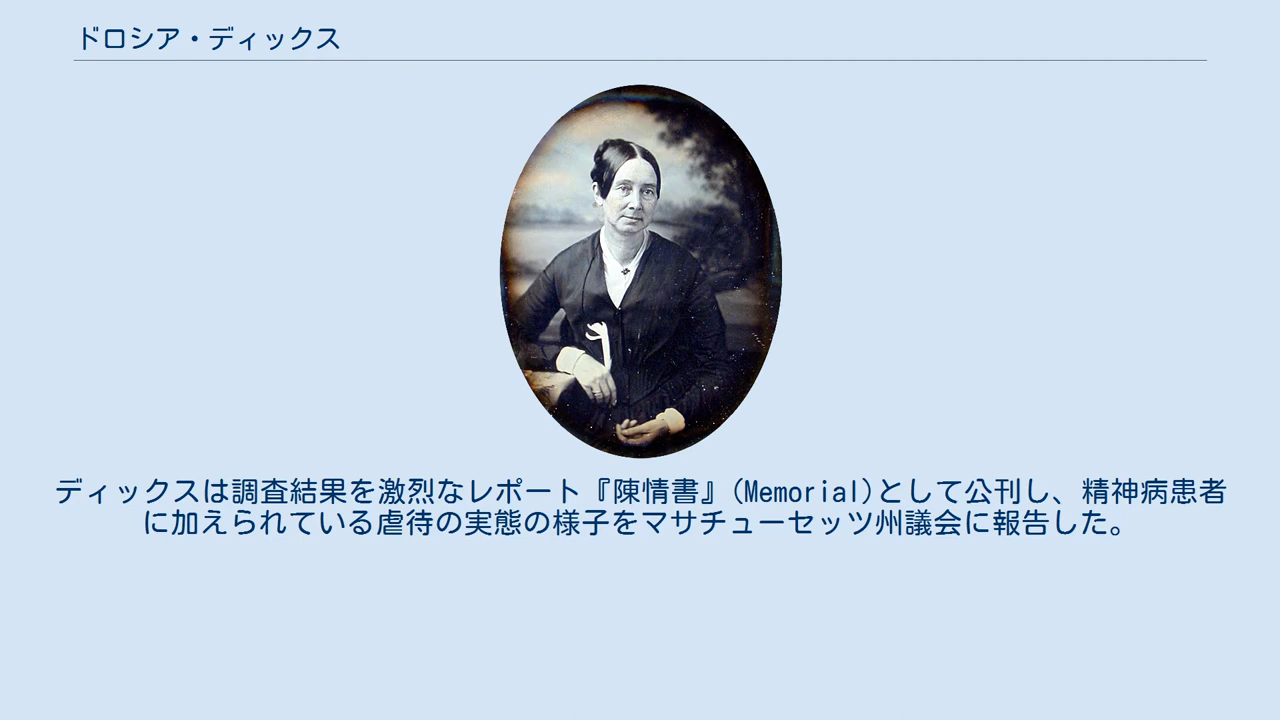 ドロシア・ディックス
ディックスは調査結果を激烈なレポート『陳情書』(Memorial)として公刊し、精神病患者
に加えられている虐待の実態の様子をマサチューセッツ州議会に報告した。